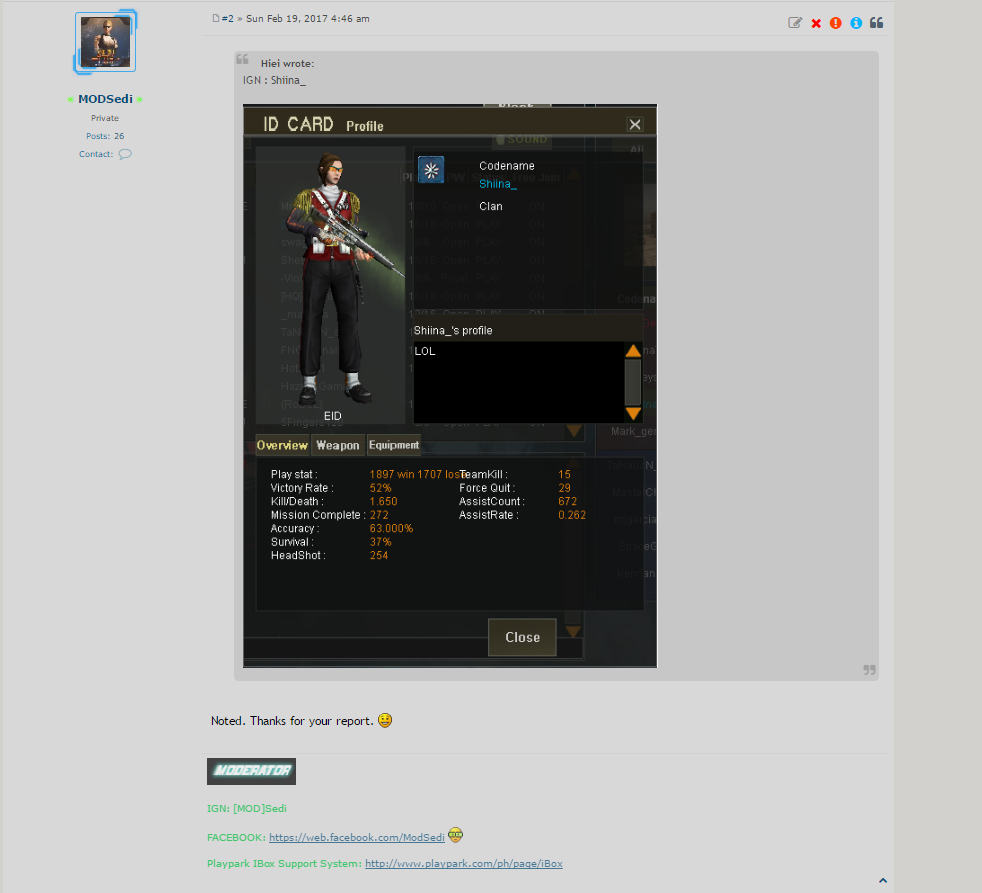 #2 » Sun Feb 19, 2017 4:46 am
MODSedi
Private
Posts: 26
Contact:
Hiei wrote:
IGN : Shiina_
ID CARD Profile
SOUND
Codename
Shiina_
Clan
Shiina_'s profile
LOL
EID
Overview Weapon Equipment
Play stat : 1897 win 1707 lose TeamKill : 15
Victory Rate : 52% Force Quit : 29
Kill/Death : 1.650 AssistCount : 672
Mission Complete : 272 AssistRate : 0.262
Accuracy : 63.000%
Survival : 37%
HeadShot : 254
Close
Noted. Thanks for your report.
MODERATOR
IGN: [MOD]Sedi
FACEBOOK: https://web.facebook.com/ModSedi
Playpark IBox Support System: http://www.playpark.com/ph/page/iBox